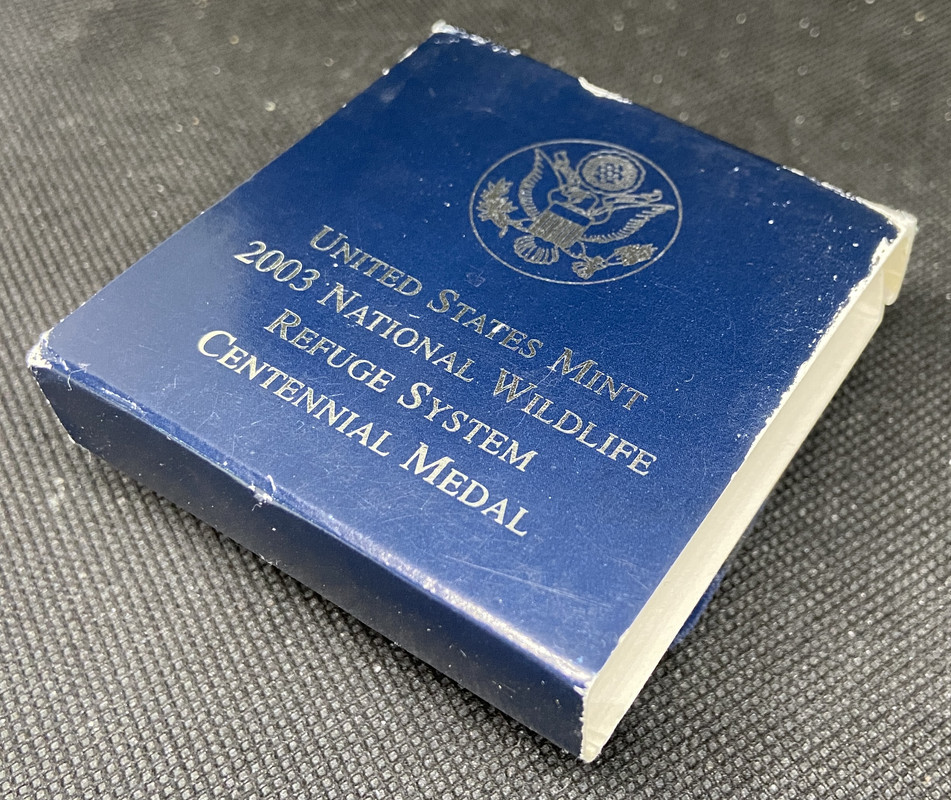 United States Mint
2003 National Wildlife
Refuge System
Centennial Medal